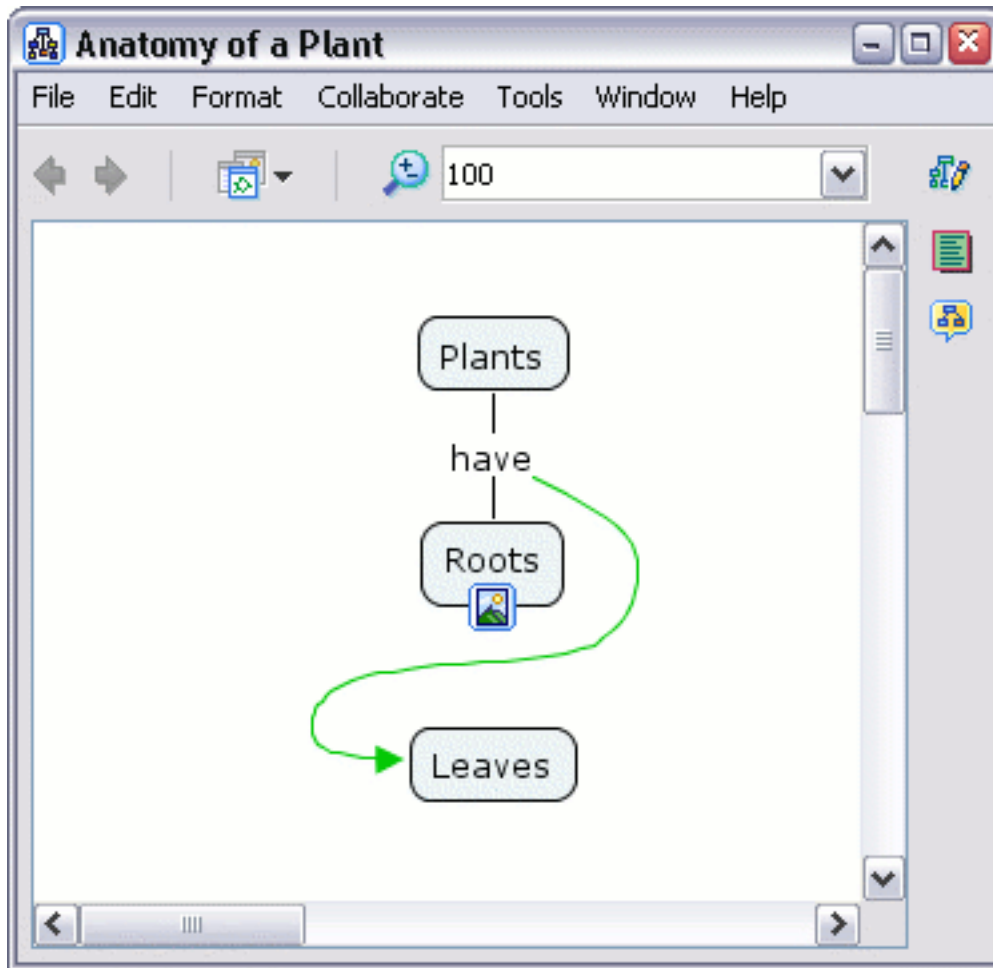 Anatomy of a Plant
File Edit Format Collaborate Tools Window Help
100
Plants
have
Roots
Leaves